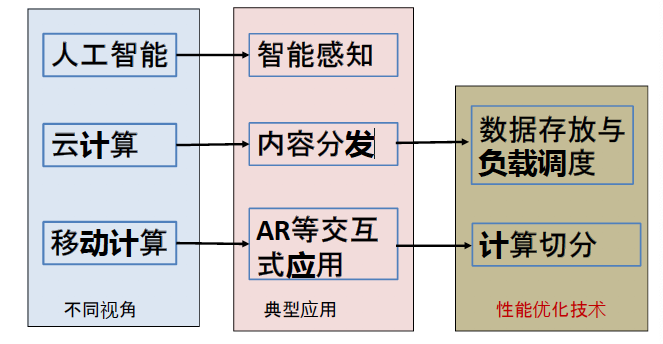 人工智能
智能感知
云计算
内容分发
数据存放与
负载调度
移动计算
AR等交互
式应用
计算切分
不同视角
典型应用
性能优化技术